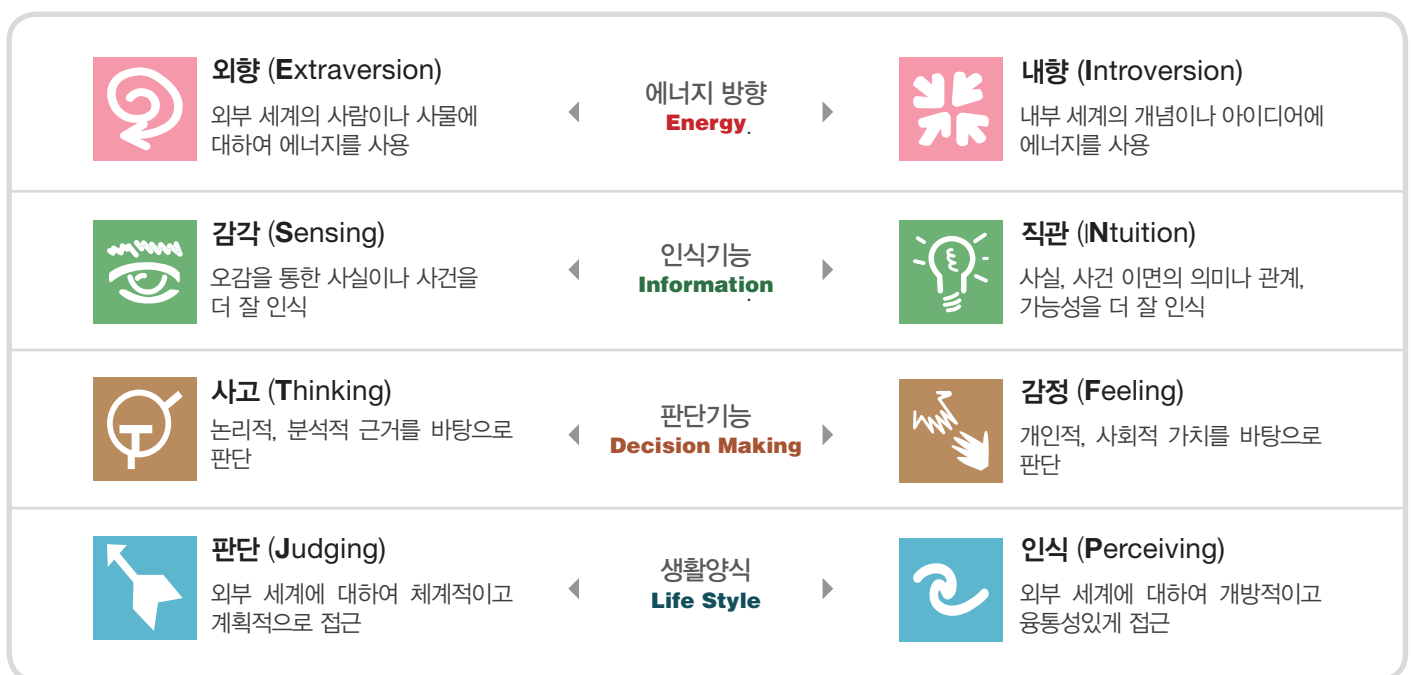 외향 (Extraversion)
외부 세계의 사람이나 사물에
대하여 에너지를 사용
에너지 방향
Energy.
내향 (Introversion)
내부 세계의 개념이나 아이디어에
에너지를 사용
감각 (Sensing)
오감을 통한 사실이나 사건을
더 잘 인식
인식기능
Information
직관 (iNtuition)
사실, 사건 이면의 의미나 관계,
가능성을 더 잘 인식
사고 (Thinking)
논리적, 분석적 근거를 바탕으로
판단
판단기능
Decision Making
감정 (Feeling)
개인적, 사회적 가치를 바탕으로
판단
판단 (Judging)
외부 세계에 대하여 체계적이고
계획적으로 접근
생활양식
Life Style
인식 (Perceiving)
외부 세계에 대하여 개방적이고
융통성있게 접근